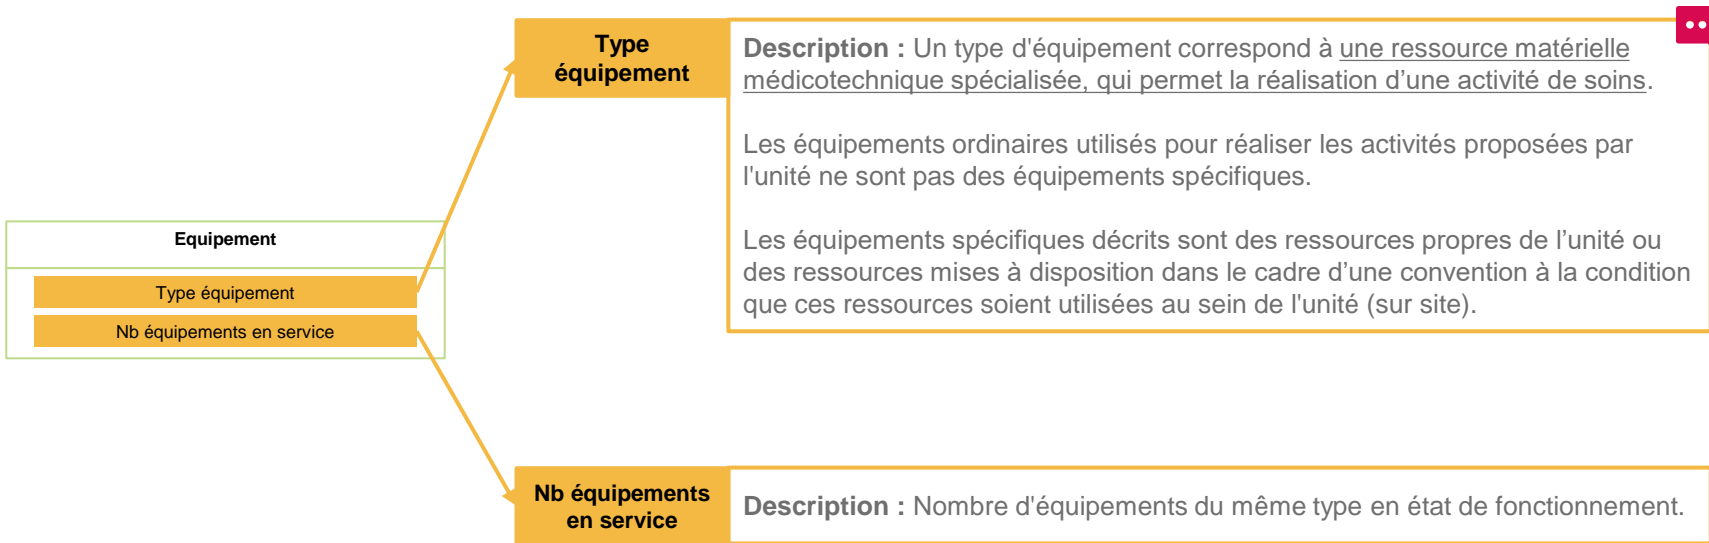 Type
équipement
Description : Un type d'équipement correspond à une ressource matérielle
médicotechnique spécialisée, qui permet la réalisation d’une activité de soins.
Les équipements ordinaires utilisés pour réaliser les activités proposées par
l'unité ne sont pas des équipements spécifiques.
Les équipements spécifiques décrits sont des ressources propres de l’unité ou
des ressources mises à disposition dans le cadre d’une convention à la condition
que ces ressources soient utilisées au sein de l'unité (sur site).
Equipement
Type équipement
Nb équipements en service
Nb équipements
en service
Description : Nombre d'équipements du même type en état de fonctionnement.